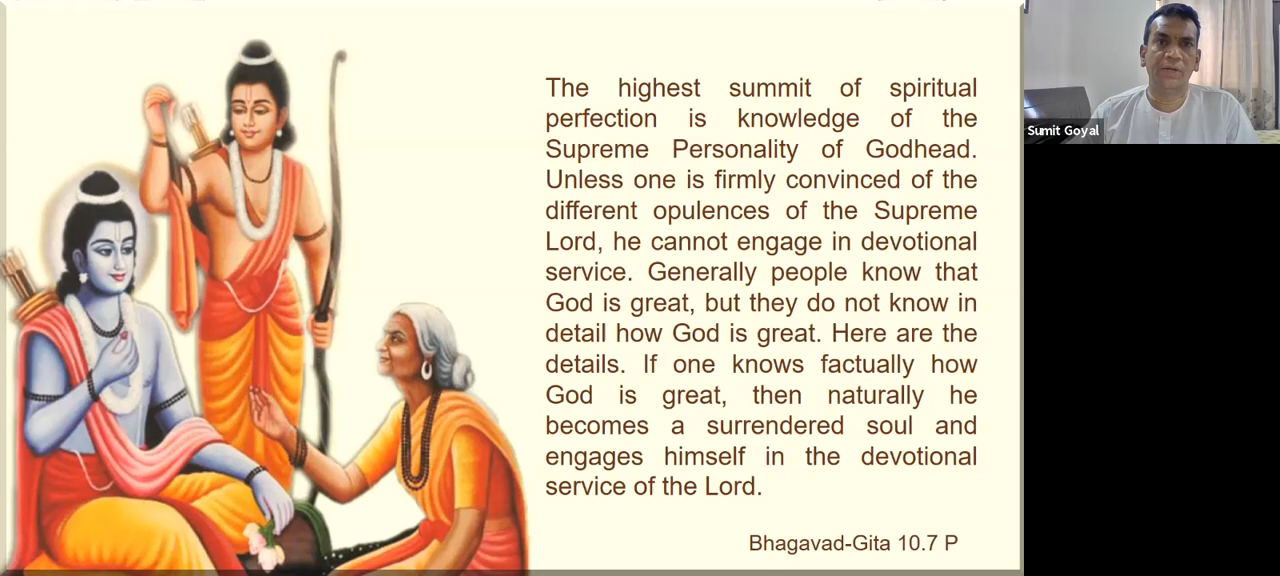 The highest summit of spiritual
perfection is knowledge of the
Supreme Personality of Godhead.
Unless one is firmly convinced of the
different opulences of the Supreme
Lord, he cannot engage in devotional
service. Generally people know that
God is great, but they do not know in
detail how God is great. Here are the
details. If one knows factually how
God is great, then naturally he
becomes a surrendered soul and
engages himself in the devotional
service of the Lord.
Bhagavad-Gita 10.7 P
Sumit Goyal